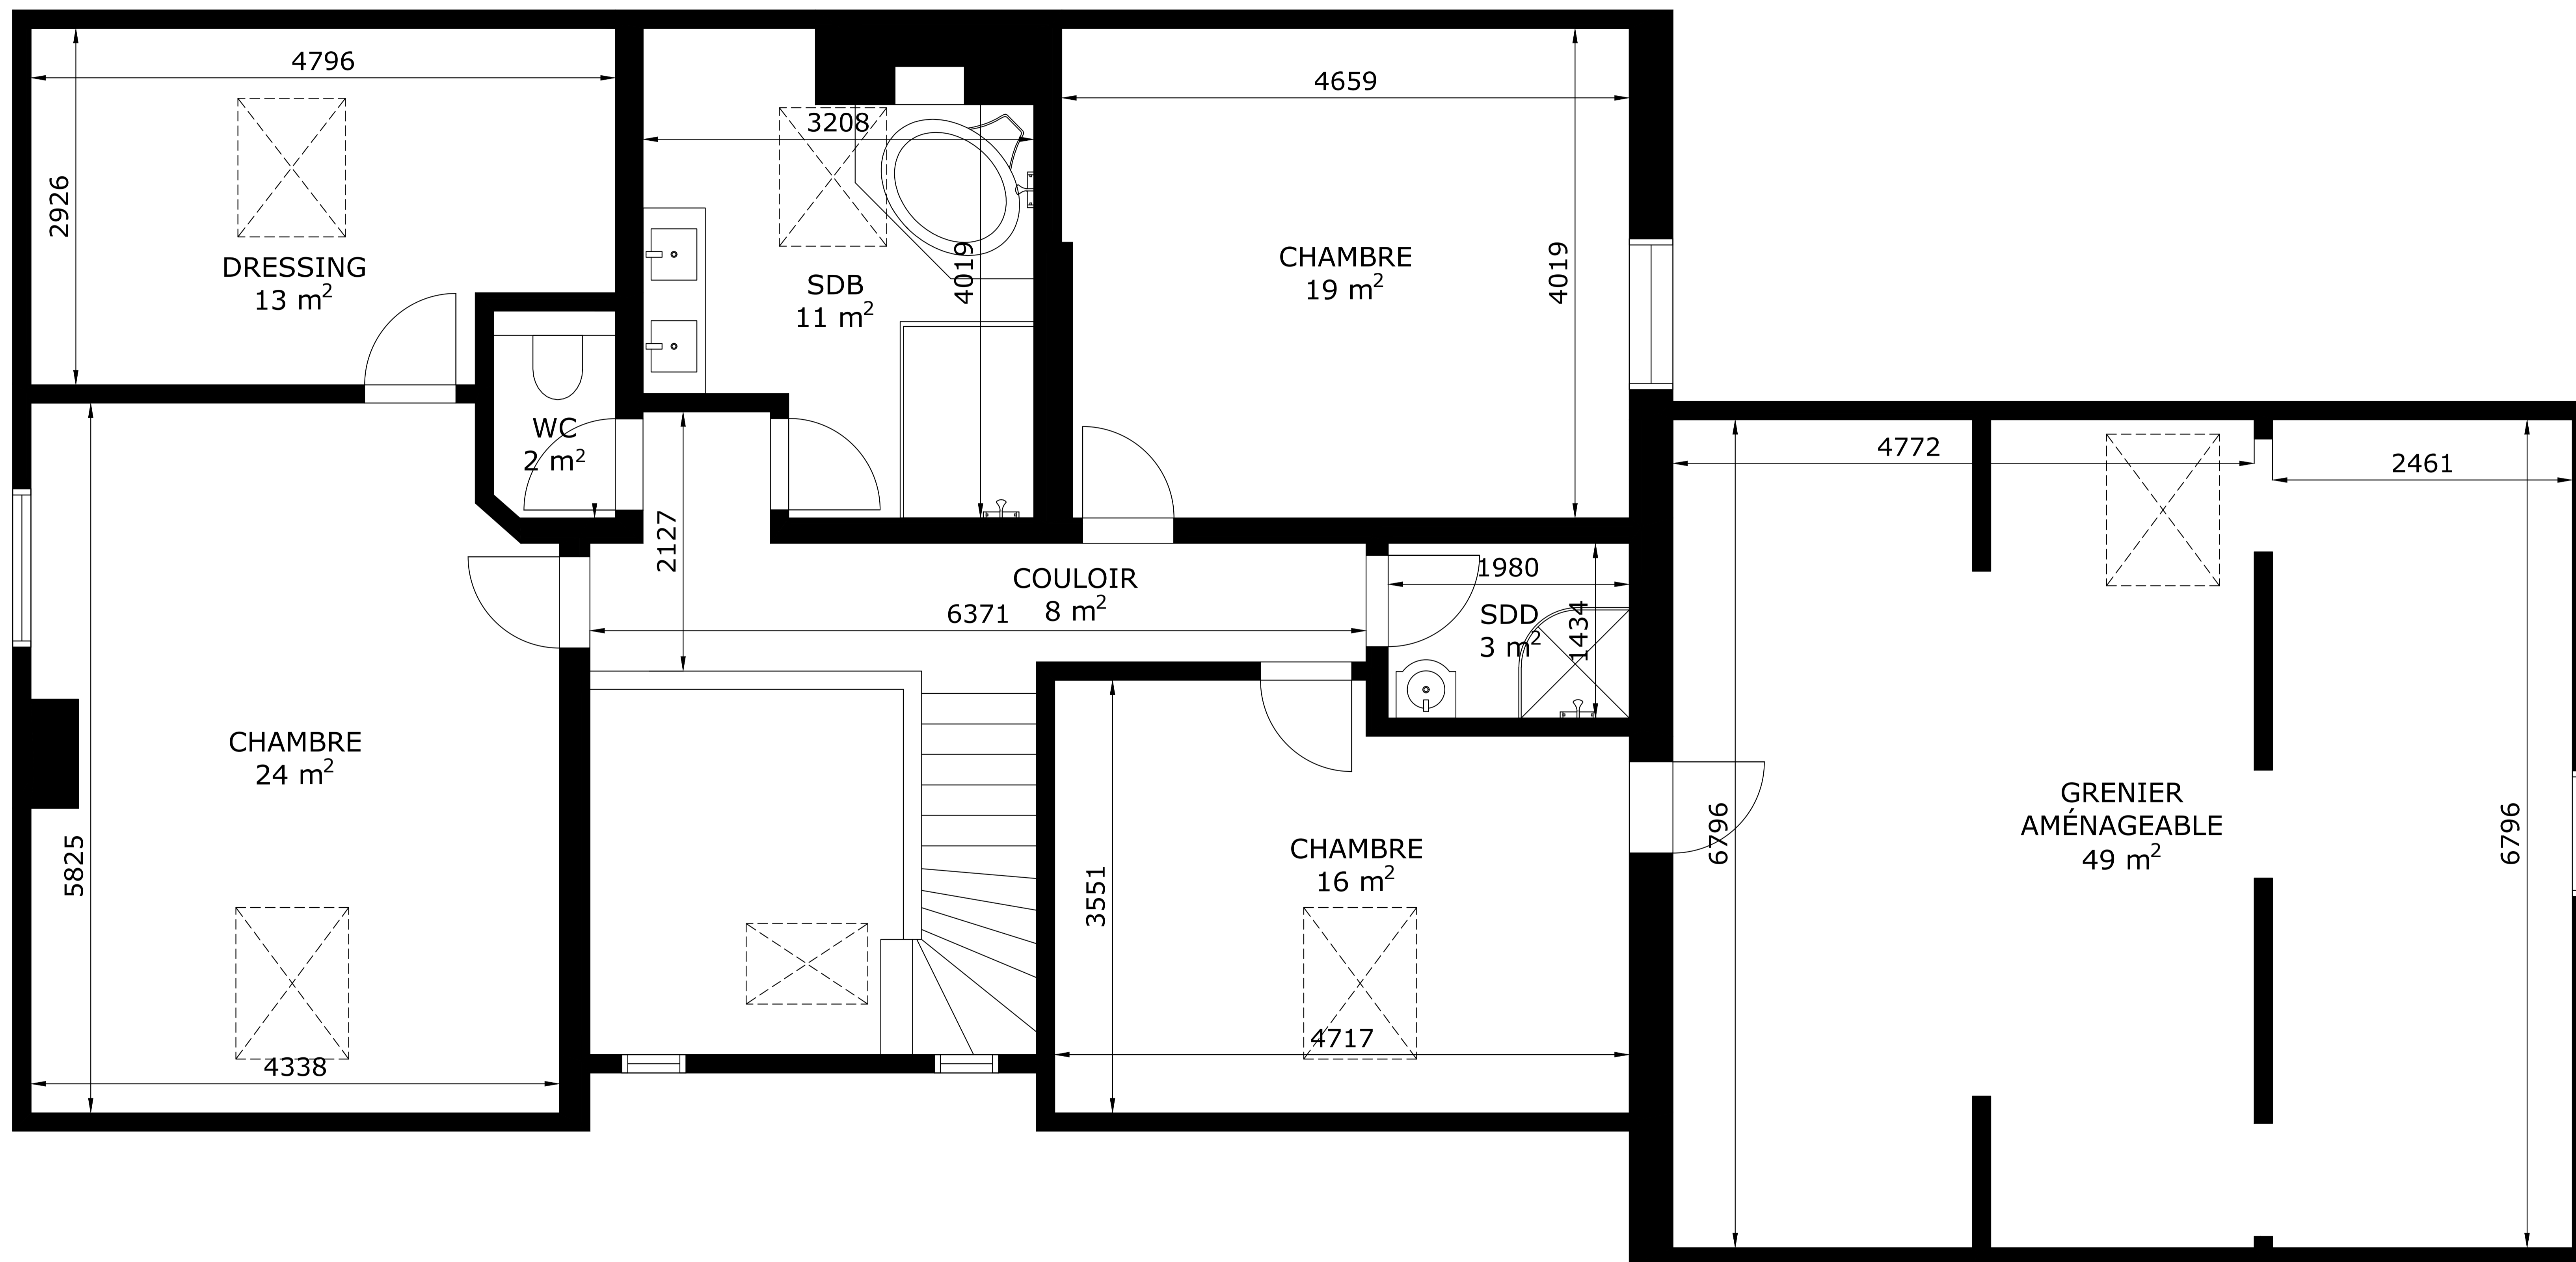 4796
2926
DRESSING
13 m²
3208
4019
SDB
11 m²
4659
4019
CHAMBRE
19 m²
WC
2 m²
2127
COULOIR
8 m²
6371
1980
1434
SDD
3 m²
4772
2461
CHAMBRE
24 m²
5825
4338
CHAMBRE
16 m²
3551
4717
6796
GRENIER
AMÉNAGEABLE
49 m²
6796